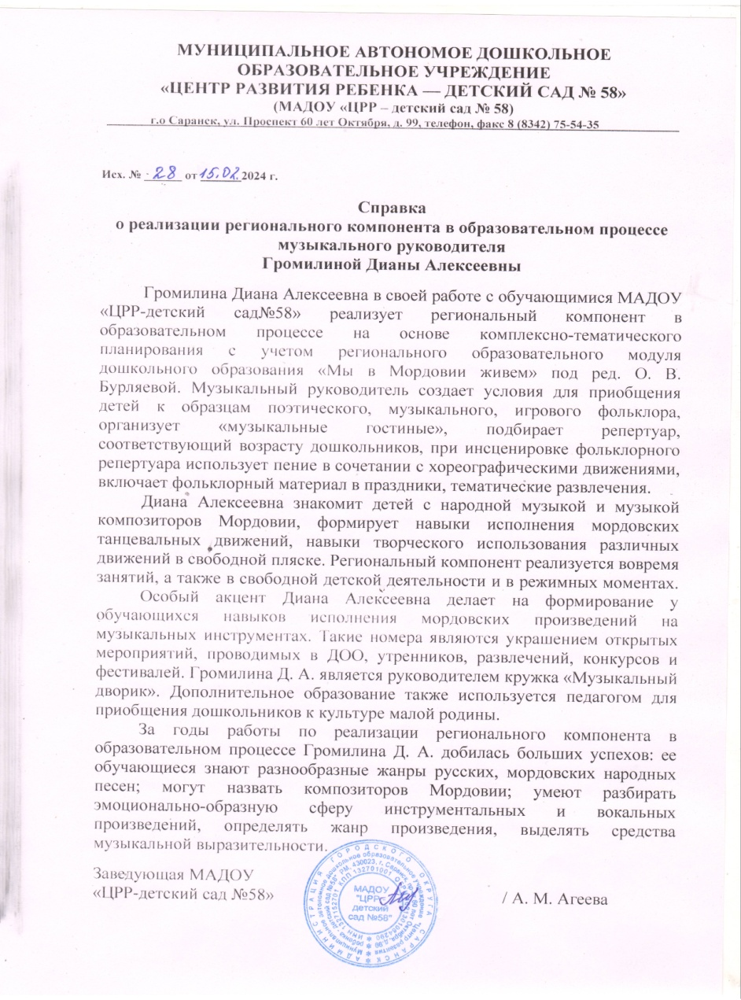 МУНИЦИПАЛЬНОЕ АВТОНОМОЕ ДОШКОЛЬНОЕ
ОБРАЗОВАТЕЛЬНОЕ УЧРЕЖДЕНИЕ
«ЦЕНТР РАЗВИТИЯ РЕБЕНКА — ДЕТСКИЙ САД № 58»
(МАДОУ «ЦРР – детский сад № 58)
г.о Саранск, ул. Проспект 60 лет Октября, д. 99, телефон, факс 8 (8342) 75-54-35
Исх. № 28 от 15.02.2024 г.
Справка
о реализации регионального компонента в образовательном процессе
музыкального руководителя
Громилиной Дианы Алексеевны
Громилина Диана Алексеевна в своей работе с обучающимися МАДОУ
«ЦРР-детский сад№58» реализует региональный компонент в
образовательном процессе на основе комплексно-тематического
планирования с учетом регионального образовательного модуля
дошкольного образования «Мы в Мордовии живем» под ред. О. В.
Бурляевой. Музыкальный руководитель создает условия для приобщения
детей к образцам поэтического, музыкального, игрового фольклора,
организует «музыкальные гостиные», подбирает репертуар,
соответствующий возрасту дошкольников, при инсценировке фольклорного
репертуара использует пение в сочетании с хореографическими движениями,
включает фольклорный материал в праздники, тематические развлечения.
Диана Алексеевна знакомит детей с народной музыкой и музыкой
композиторов Мордовии, формирует навыки исполнения мордовских
танцевальных движений, навыки творческого использования различных
движений в свободной пляске. Региональный компонент реализуется вовремя
занятий, а также в свободной детской деятельности и в режимных моментах.
Особый акцент Диана Алексеевна делает на формирование у
обучающихся навыков исполнения мордовских произведений на
музыкальных инструментах. Такие номера являются украшением открытых
мероприятий, проводимых в ДОО, утренников, развлечений, конкурсов и
фестивалей. Громилина Д. А. является руководителем кружка «Музыкальный
дворик». Дополнительное образование также используется педагогом для
приобщения дошкольников к культуре малой родины.
За годы работы по реализации регионального компонента в
образовательном процессе Громилина Д. А. добилась больших успехов: ее
обучающиеся знают разнообразные жанры русских, мордовских народных
песен; могут назвать композиторов Мордовии; умеют разбирать
эмоционально-образную сферу инструментальных и вокальных
произведений, определять жанр произведения, выделять средства
музыкальной выразительности.
Заведующая МАДОУ
«ЦРР-детский сад №58»
/ А. М. Агеева
АДМИНИСТРАЦИЯ ГОРОДСКОГО ОКРУГА САРАНСК
МАДОУ
"ЦРР-
детский
сад №58"